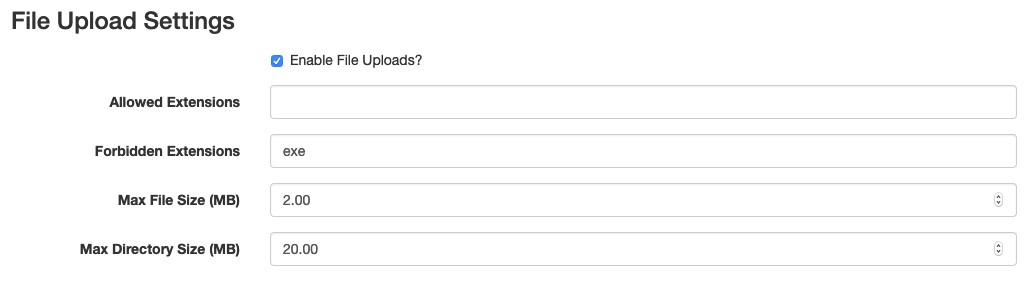 File Upload Settings
Enable File Uploads?
Allowed Extensions
Forbidden Extensions exe
Max File Size (MB) 2.00
Max Directory Size (MB) 20.00